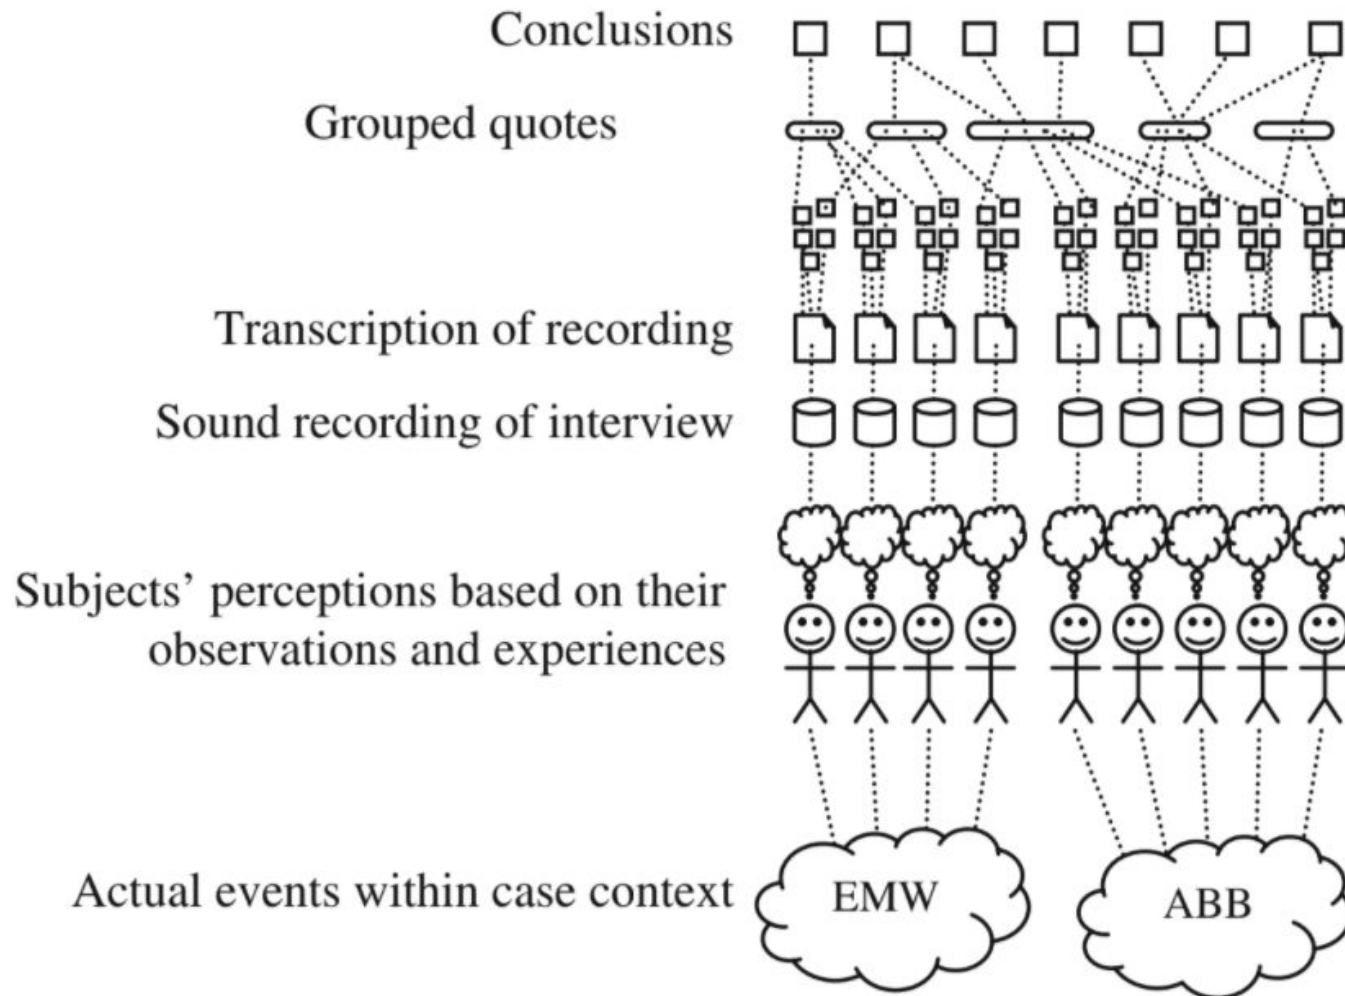 Conclusions
Grouped quotes
Transcription of recording
Sound recording of interview
Subjects’ perceptions based on their
observations and experiences
Actual events within case context
EMW
ABB